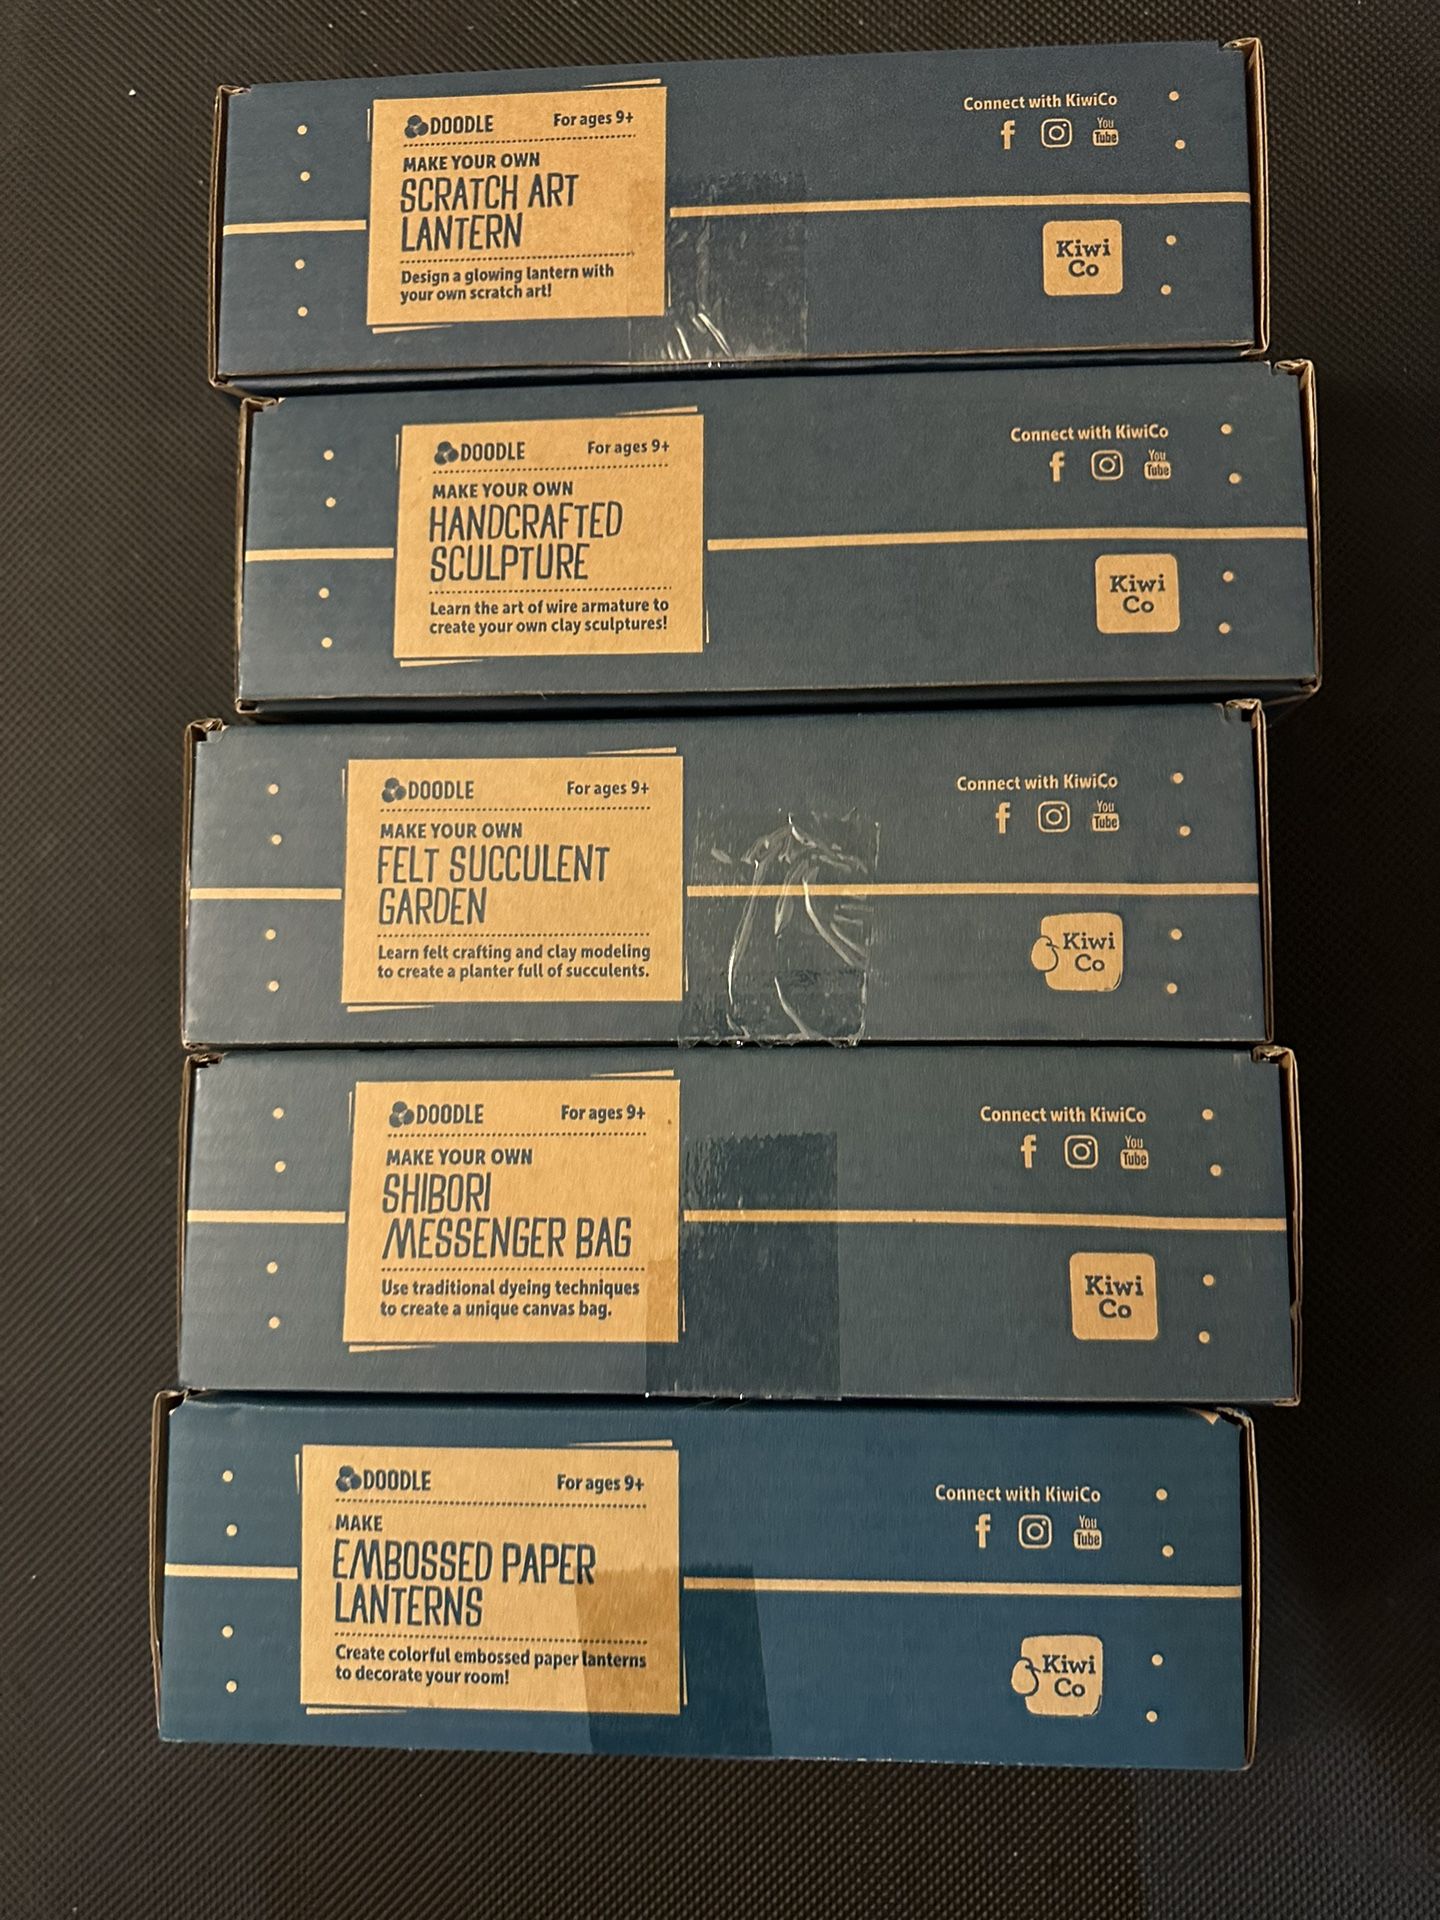 DOODLE For ages 9+
MAKE YOUR OWN
SCRATCH ART
LANTERN
Design a glowing lantern with
your own scratch art!
Connect with KiwiCo
f You
Tube
Kiwi
Co
DOODLE For ages 9+
MAKE YOUR OWN
HANDCRAFTED
SCULPTURE
Learn the art of wire armature to
create your own clay sculptures!
Connect with KiwiCo
f You
Tube
Kiwi
Co
DOODLE For ages 9+
MAKE YOUR OWN
FELT SUCCULENT
GARDEN
Learn felt crafting and clay modeling
to create a planter full of succulents.
Connect with KiwiCo
f You
Tube
Kiwi
Co
DOODLE For ages 9+
MAKE YOUR OWN
SHIBORI
MESSENGER BAG
Use traditional dyeing techniques
to create a unique canvas bag.
Connect with KiwiCo
f You
Tube
Kiwi
Co
DOODLE For ages 9+
MAKE
EMBOSSED PAPER
LANTERNS
Create colorful embossed paper lanterns
to decorate your room!
Connect with KiwiCo
f You
Tube
Kiwi
Co